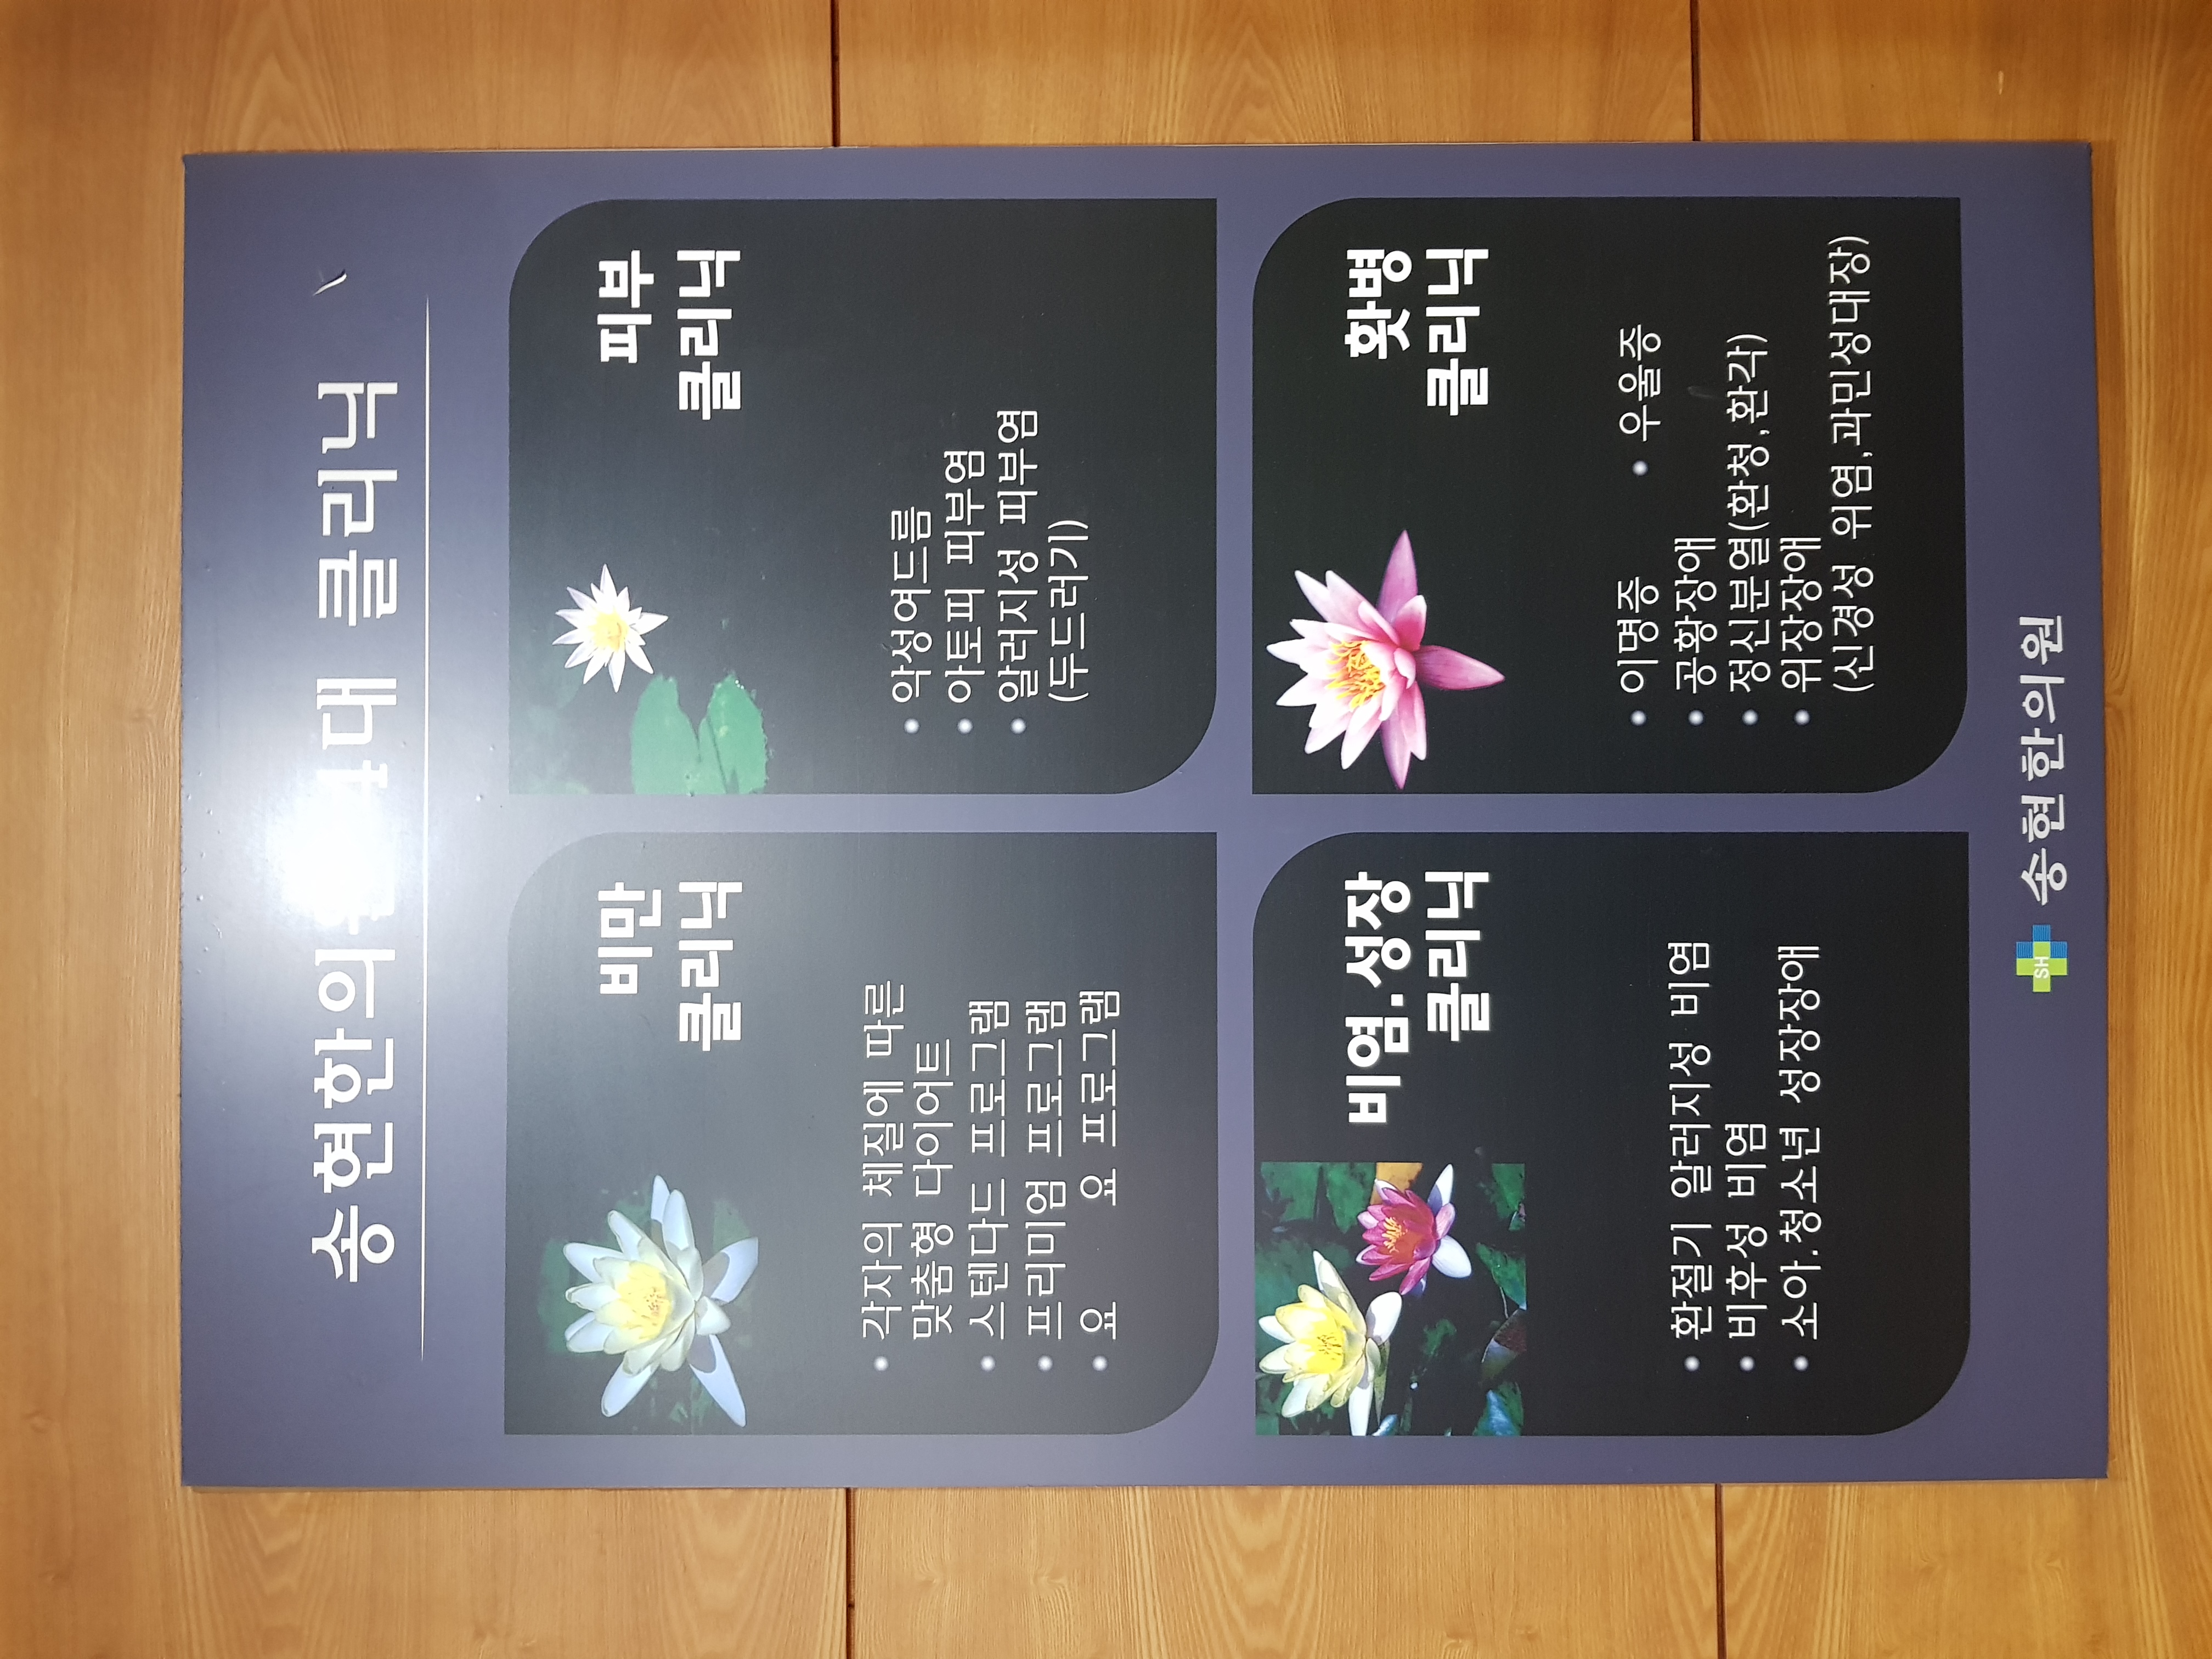 송현한의원 4대 클리닉
비만
클리닉
• 각자의 체질에 따른
맞춤형 다이어트
• 스텐다드 프로그램
• 프리미엄 프로그램
• 요 요 프로그램
피부
클리닉
• 악성여드름
• 아토피 피부염
• 알러지성 피부염
(두드러기)
비염.성장
클리닉
• 환절기 알러지성 비염
• 비후성 비염
• 소아.청소년 성장장애
홧병
클리닉
• 이명증 • 우울증
• 공황장애
• 정신분열(환청,환각)
• 위장장애
(신경성 위염,과민성대장)
SH 송현한의원